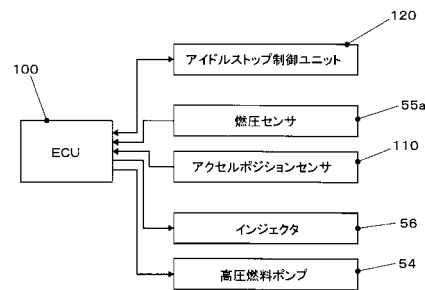 120
アイドルストップ制御ユニット
100
55a
燃圧センサ
ECU
110
アクセルポジションセンサ
インジェクタ
56
高圧燃料ポンプ
54